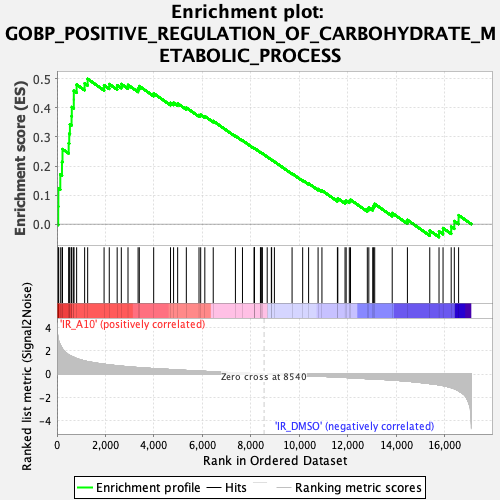 Enrichment plot:
GOBP_POSITIVE_REGULATION_OF_CARBOHYDRATE_M
ETABOLIC_PROCESS
Enrichment score (ES)
0.5
0.4
0.3
0.2
0.1
0.0
'IR_A10' (positively correlated)
Ranked list metric (Signal2Noise)
4
2
0
-2
-4
Zero cross at 8540
'IR_DMSO' (negatively correlated)
0
2,000
4,000
6,000
8,000
10,000
12,000
14,000
16,000
Rank in Ordered Dataset
Enrichment profile
Hits
Ranking metric scores